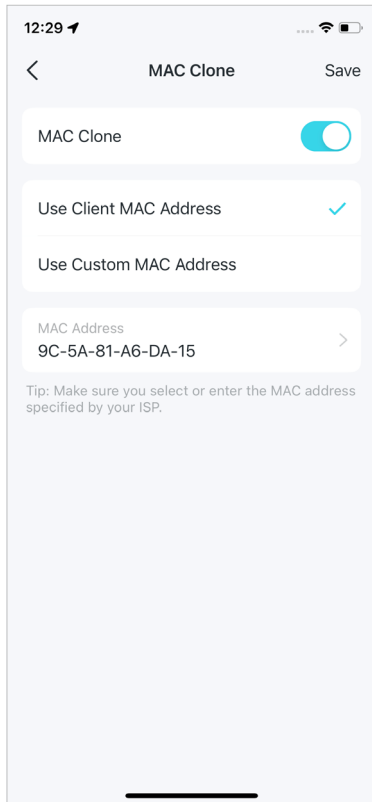 12:29
MAC Clone
Save
MAC Clone
Use Client MAC Address
Use Custom MAC Address
MAC Address
9C-5A-81-A6-DA-15
Tip: Make sure you select or enter the MAC address
specified by your ISP.